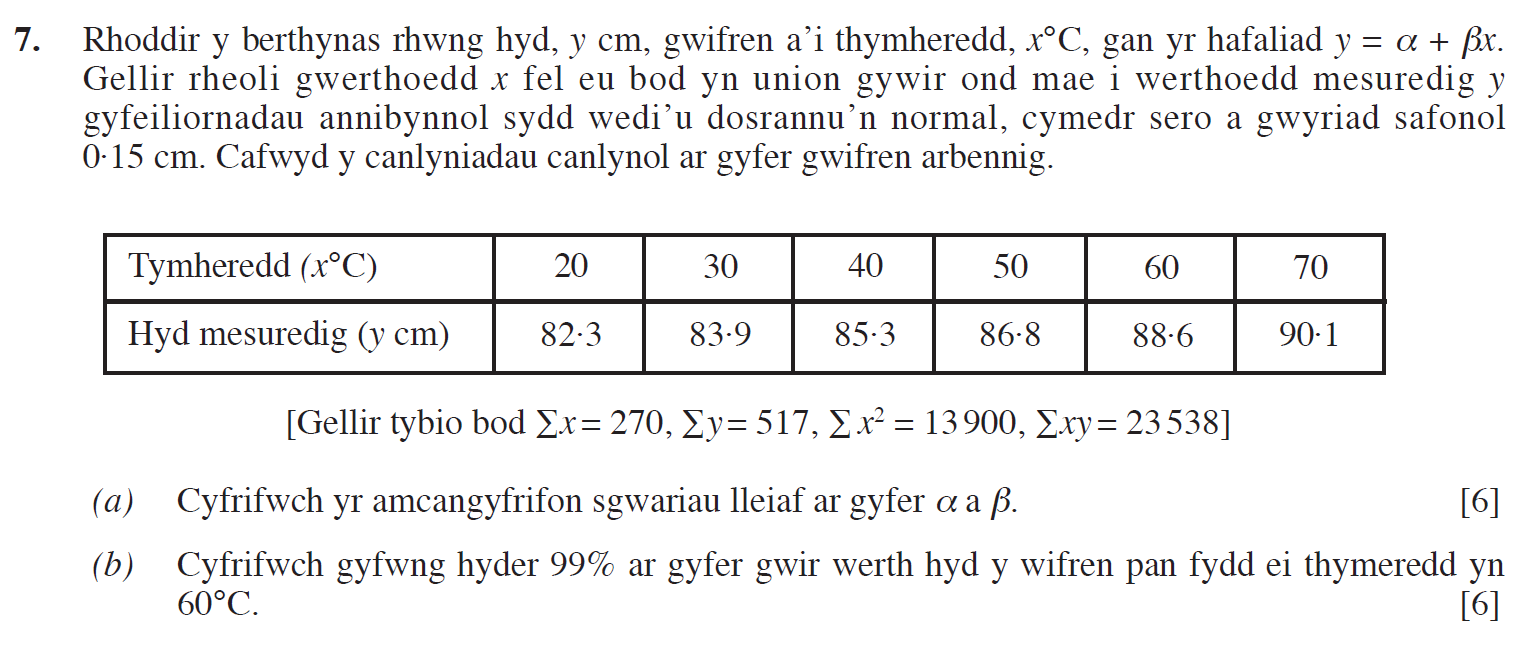 7. Rhoddir y berthynas rhwng hyd, y cm, gwifren a’i thymheredd, x°C, gan yr hafaliad y = α + βx.
Gellir rheoli gwerthoedd x fel eu bod yn union gywir ond mae i werthoedd mesuredig y
gyfeiliornadau annibynnol sydd wedi’u dosrannu’n normal, cymedr sero a gwyriad safonol
0·15 cm. Cafwyd y canlyniadau canlynol ar gyfer gwifren arbennig.
Tymheredd (x°C) 20 30 40 50 60 70
Hyd mesuredig (y cm) 82·3 83·9 85·3 86·8 88·6 90·1
[Gellir tybio bod ∑x = 270, ∑y = 517, ∑x² = 13 900, ∑xy = 23 538]
(a) Cyfrifwch yr amcangyfrifon sgwariau lleiaf ar gyfer α a β. [6]
(b) Cyfrifwch gyfwng hyder 99% ar gyfer gwir werth hyd y wifren pan fydd ei thymeredd yn
60°C. [6]